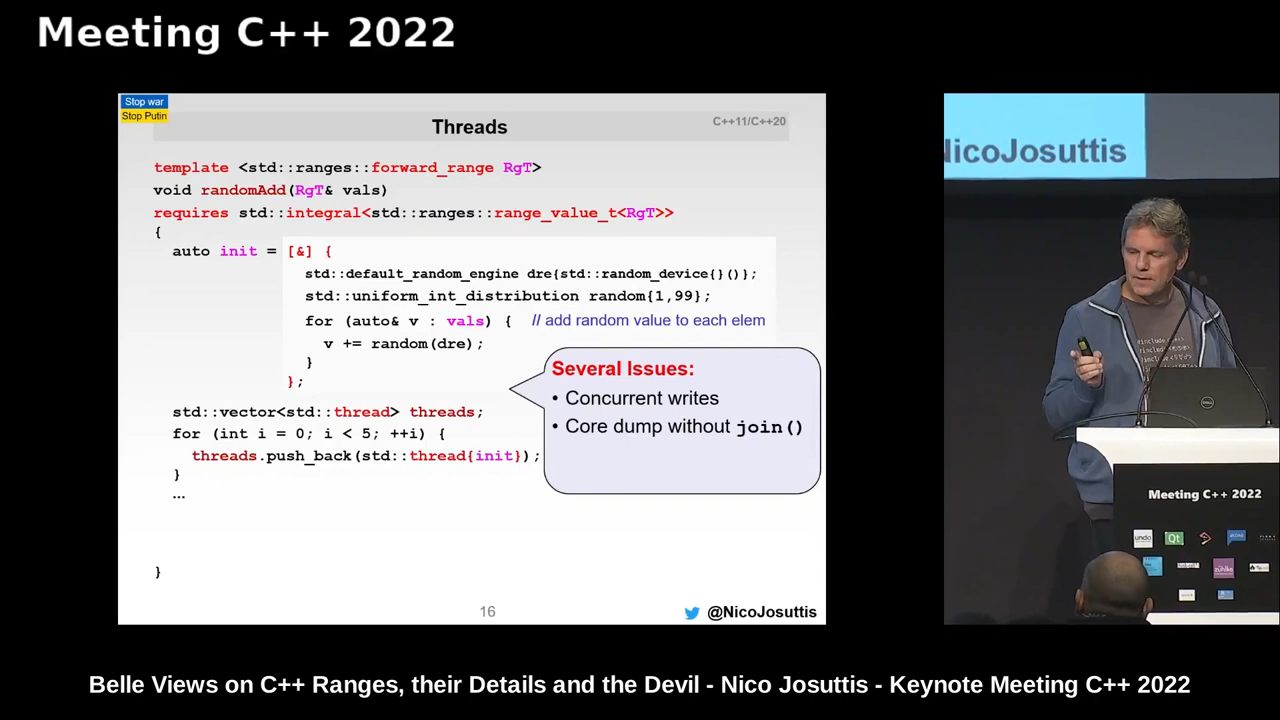 Meeting C++ 2022
Stop war
Stop Putin
Threads
C++11/C++20
template <std::ranges::forward_range RgT>
void randomAdd(RgT& vals)
requires std::integral<std::ranges::range_value_t<RgT>>
{
auto init = [&] {
std::default_random_engine dre{std::random_device{}()};
std::uniform_int_distribution random{1,99};
for (auto& v : vals) { // add random value to each elem
v += random(dre);
}
};
Several Issues:
• Concurrent writes
• Core dump without join()
std::vector<std::thread> threads;
for (int i = 0; i < 5; ++i) {
threads.push_back(std::thread{init});
}
...
}
16
@NicoJosuttis
NicoJosuttis
DELL
Meeting C++ 2022
undo
Qt
zühlke
Belle Views on C++ Ranges, their Details and the Devil - Nico Josuttis - Keynote Meeting C++ 2022